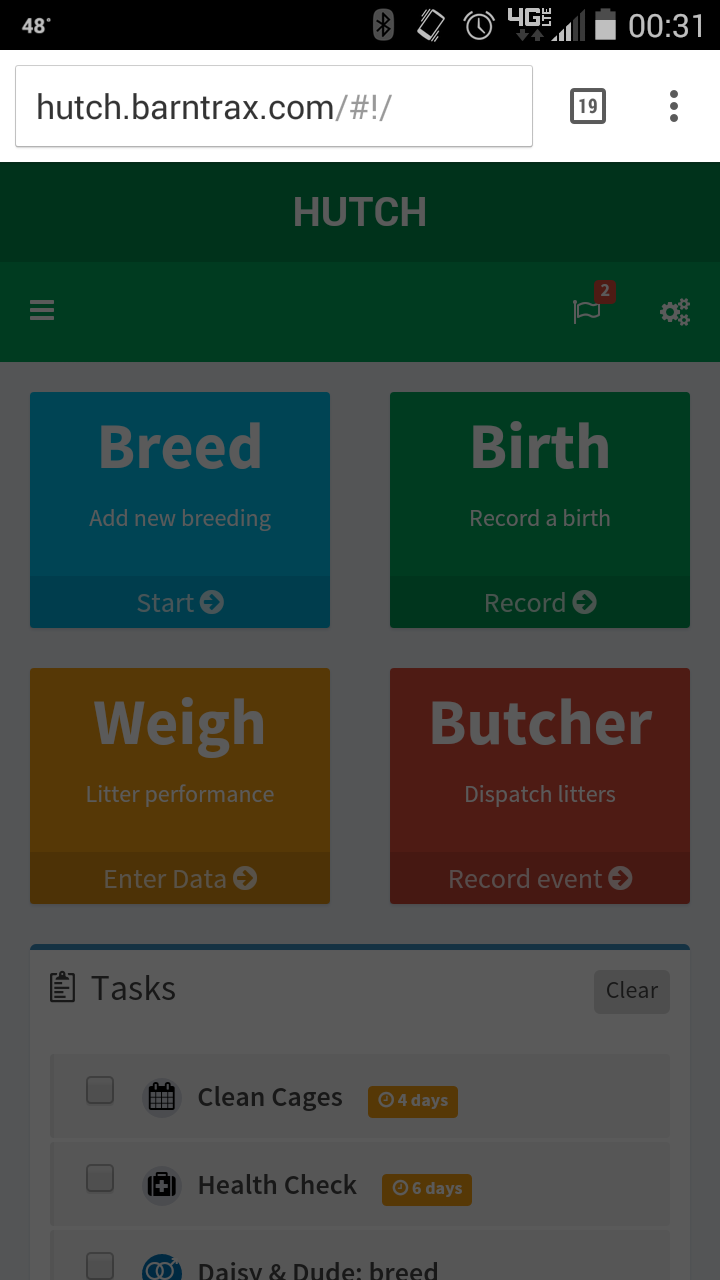 48°
4G LTE
00:31
hutch.barntrax.com/#!/
19
HUTCH
2
Breed
Add new breeding
Start
Birth
Record a birth
Record
Weigh
Litter performance
Enter Data
Butcher
Dispatch litters
Record event
Tasks
Clear
Clean Cages
4 days
Health Check
6 days
Daisy & Dude: breed